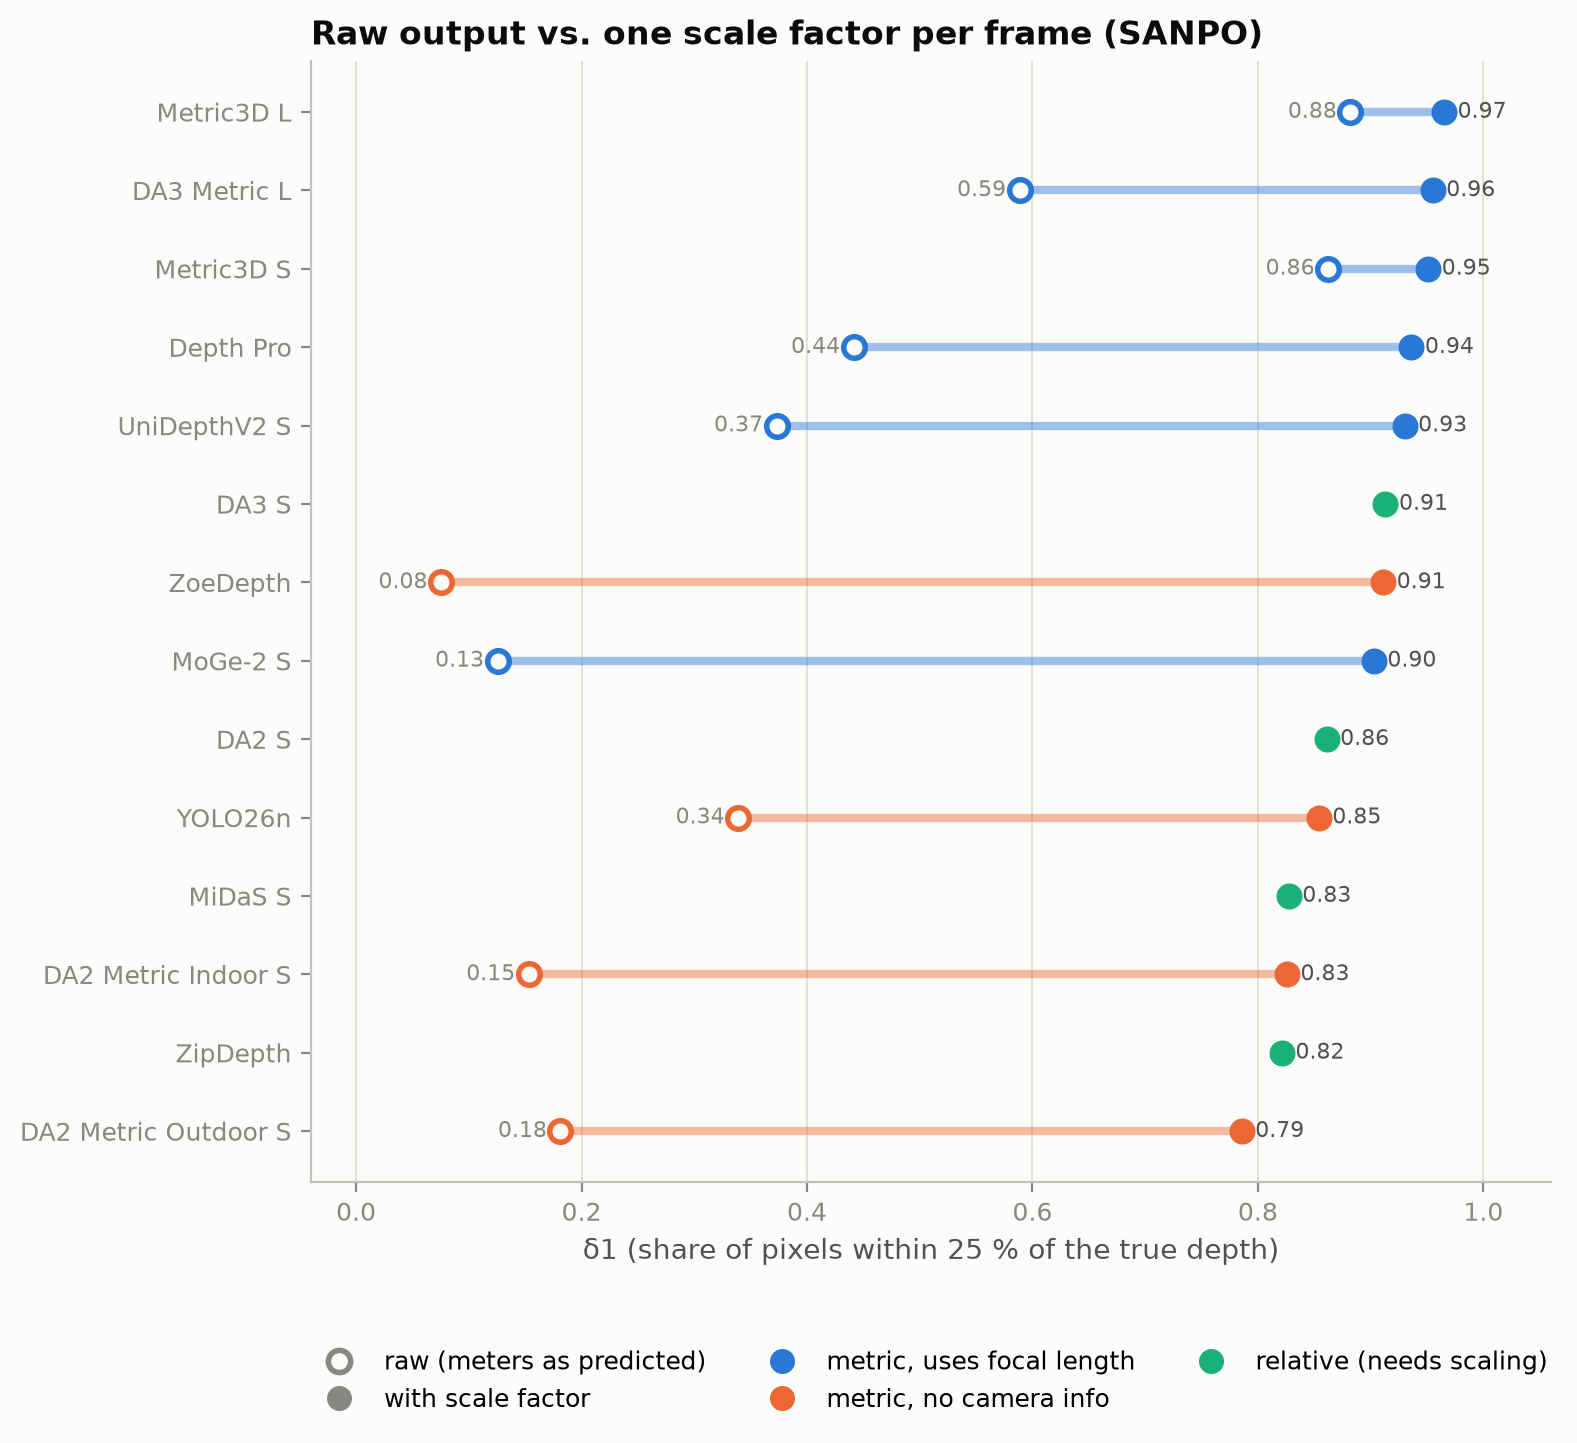 Raw output vs. one scale factor per frame (SANPO)
Metric3D L 0.88 0.97
DA3 Metric L 0.59 0.96
Metric3D S 0.86 0.95
Depth Pro 0.44 0.94
UniDepthV2 S 0.37 0.93
DA3 S 0.91
ZoeDepth 0.08 0.91
MoGe-2 S 0.13 0.90
DA2 S 0.86
YOLO26n 0.34 0.85
MiDaS S 0.83
DA2 Metric Indoor S 0.15 0.83
ZipDepth 0.82
DA2 Metric Outdoor S 0.18 0.79
0.0 0.2 0.4 0.6 0.8 1.0
δ1 (share of pixels within 25 % of the true depth)
raw (meters as predicted) metric, uses focal length relative (needs scaling)
with scale factor metric, no camera info